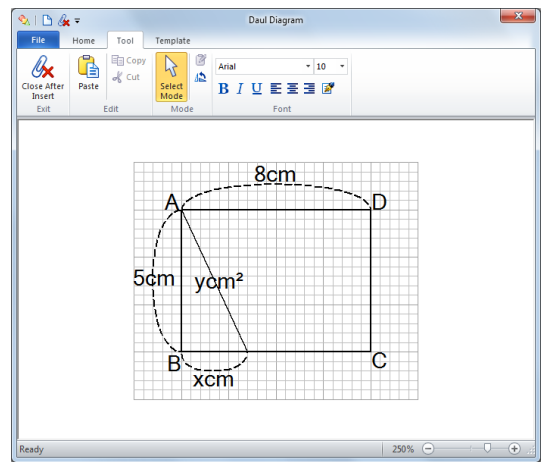 Daul Diagram
File Home Tool Template
Close After
Insert
Paste
Copy
Cut
Select
Mode
Arial 10
B I U
Exit Edit Mode Font
8cm
A D
5cm ycm²
B C
xcm
Ready 250%